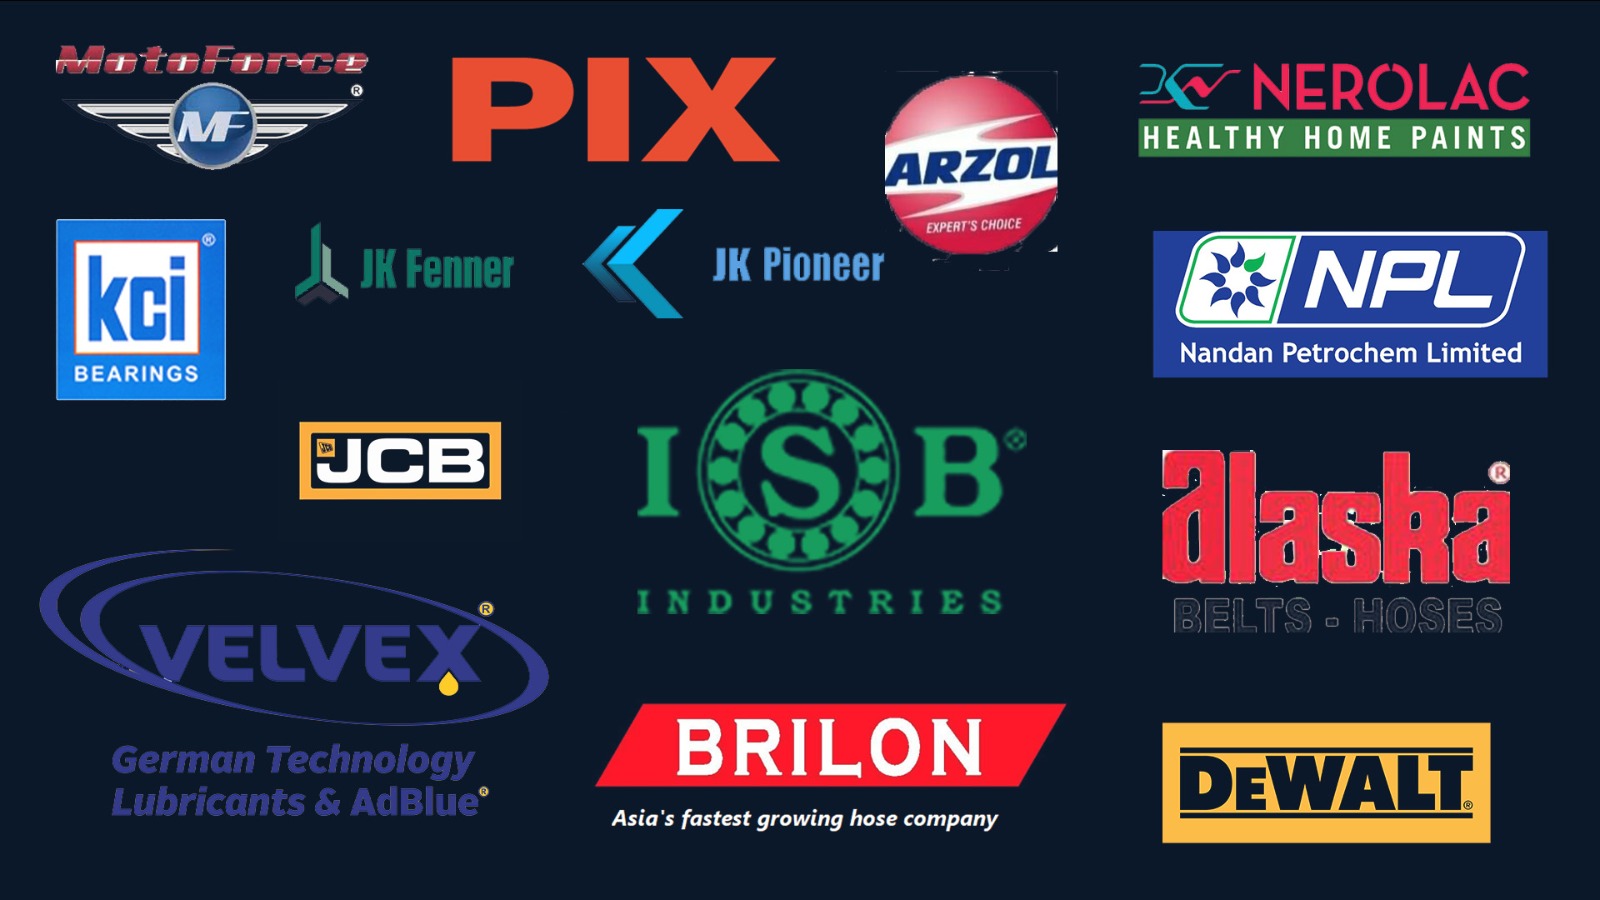 MotoForce
®
MF
PIX
ARZOL
EXPERT'S CHOICE
NEROLAC
HEALTHY HOME PAINTS
kci
®
BEARINGS
JK Fenner
JK Pioneer
NPL
Nandan Petrochem Limited
JCB
JCB
I S B ®
INDUSTRIES
alaska ®
BELTS - HOSES
VELVEX ®
German Technology
Lubricants & AdBlue®
BRILON
Asia's fastest growing hose company
DEWALT®